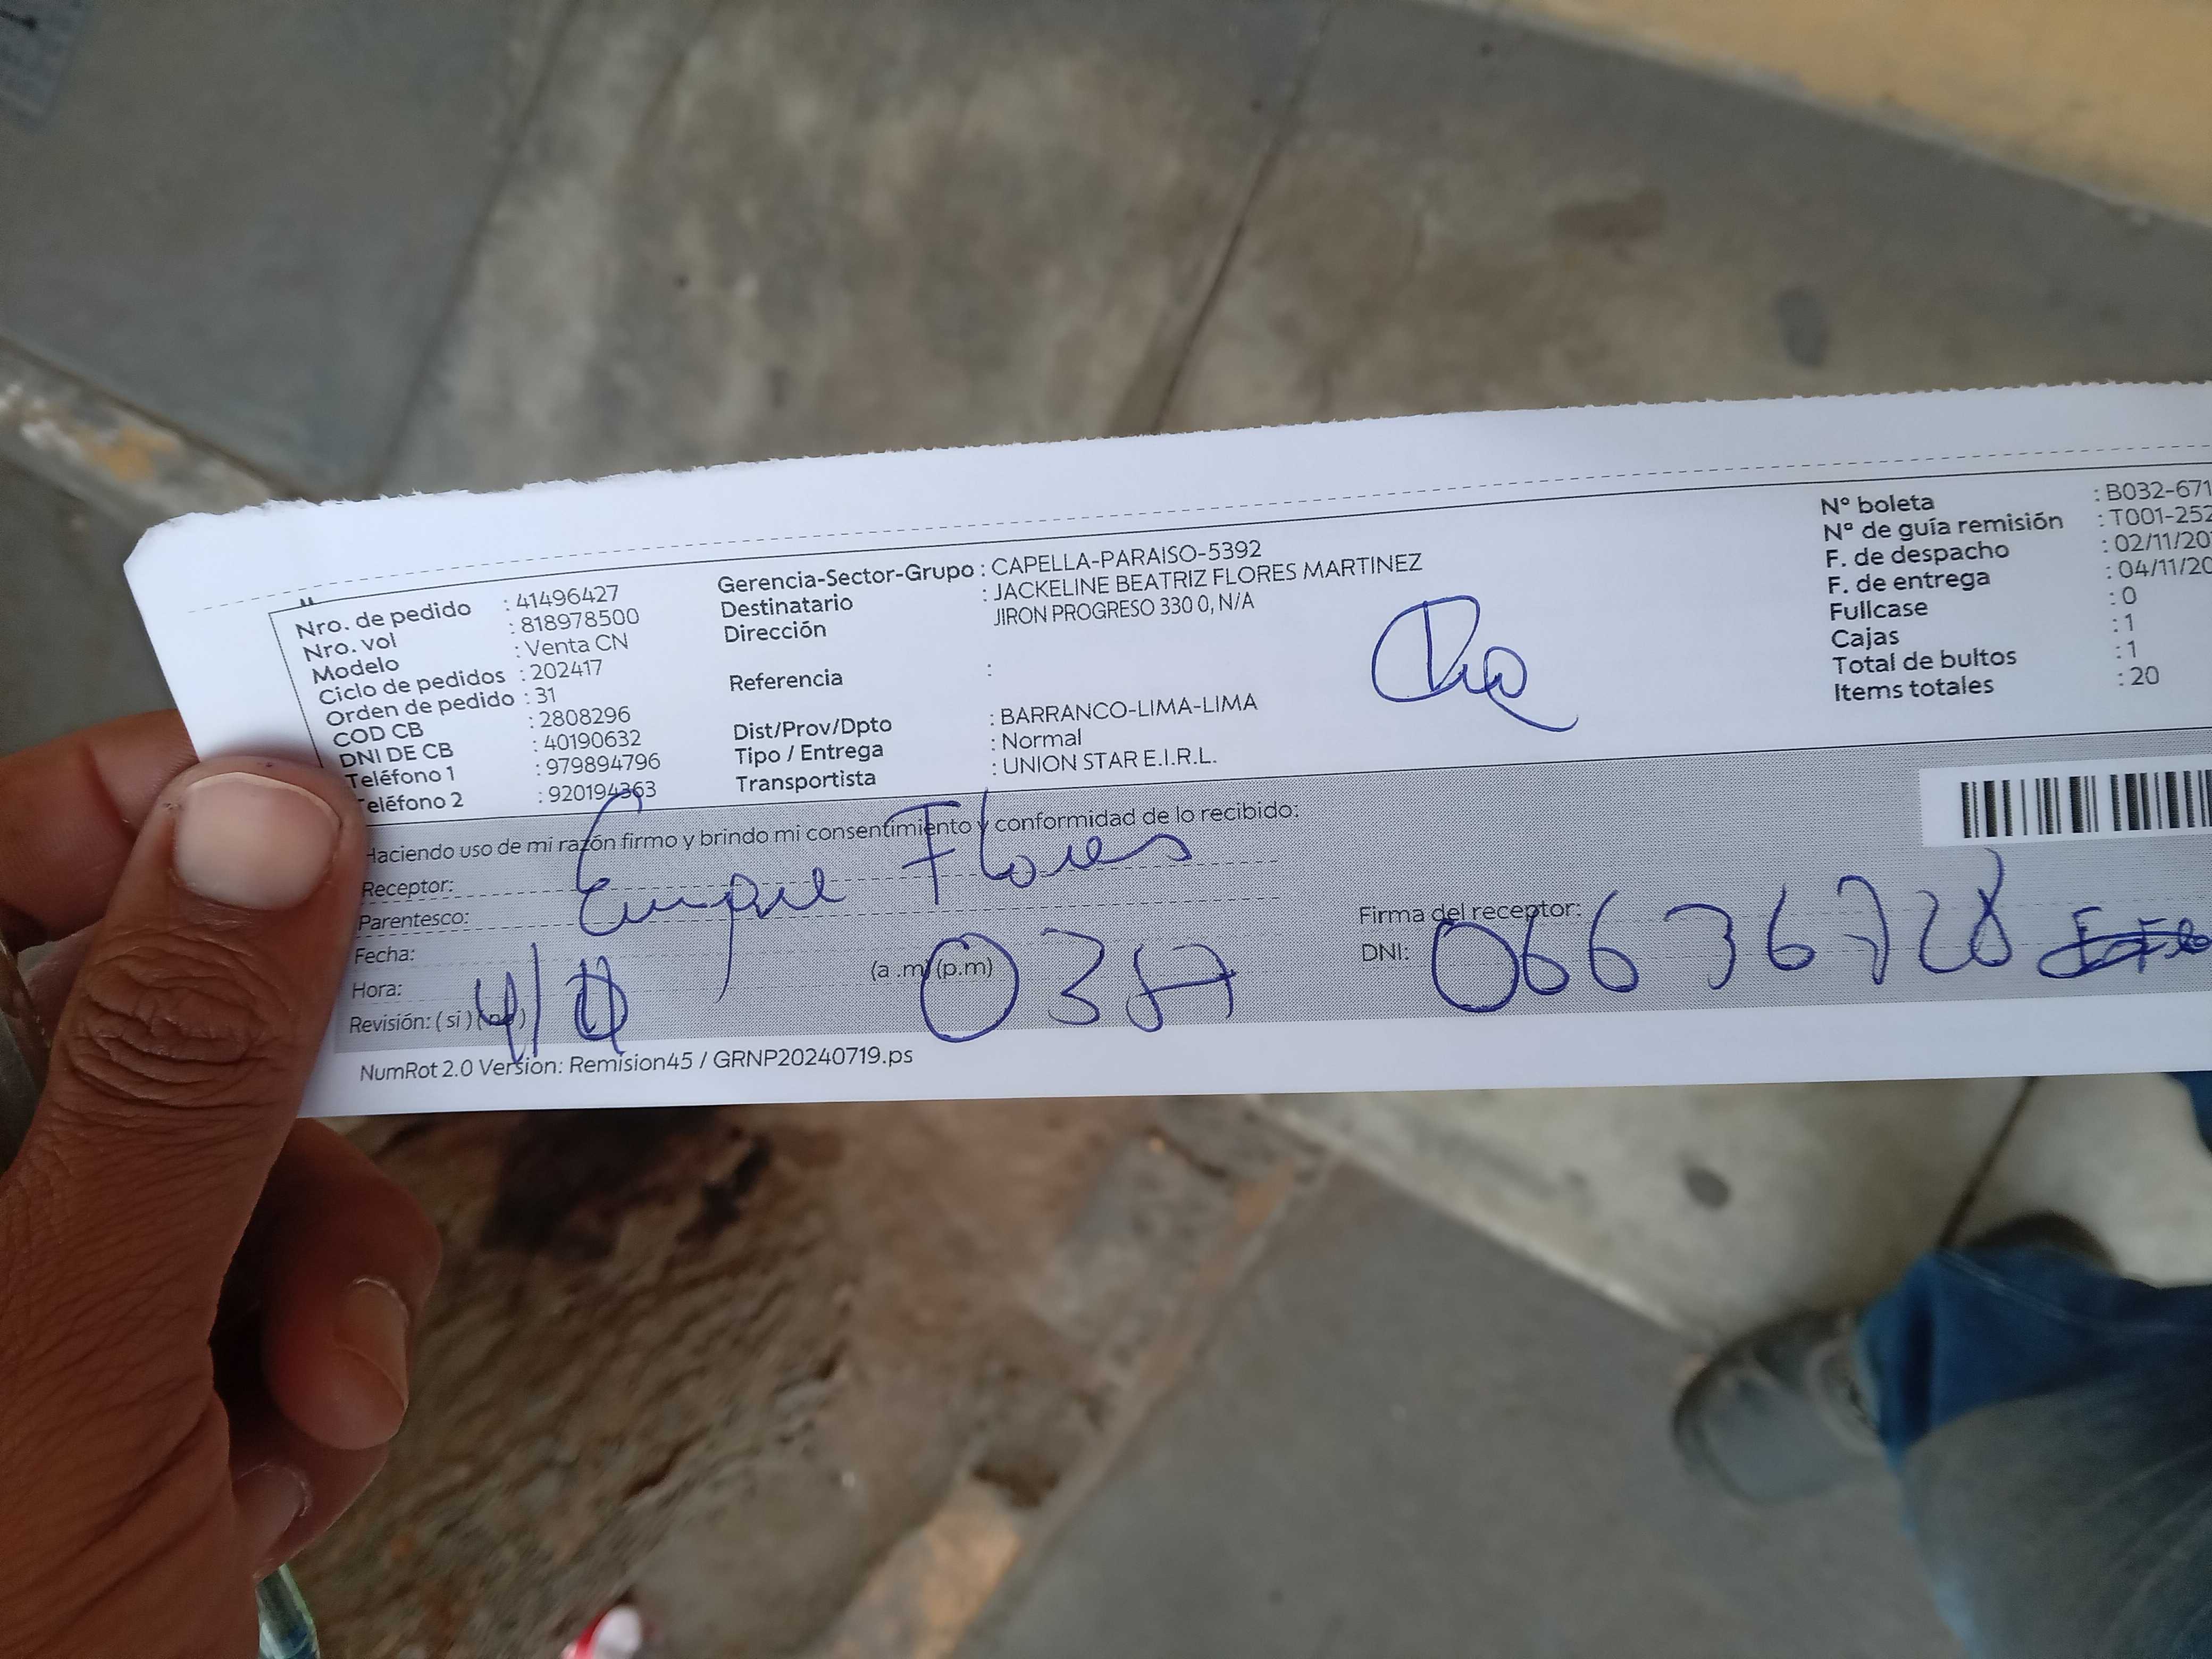 Nro. de pedido : 41496427
Nro. vol : 818978500
Modelo : Venta CN
Ciclo de pedidos : 202417
Orden de pedido : 31
COD CB : 2808296
DNI DE CB : 40190632
Teléfono 1 : 979894796
Teléfono 2 : 920194363
Gerencia-Sector-Grupo : CAPELLA-PARAISO-5392
Destinatario : JACKELINE BEATRIZ FLORES MARTINEZ
Dirección JIRON PROGRESO 330 0, N/A
Referencia :
Dist/Prov/Dpto : BARRANCO-LIMA-LIMA
Tipo / Entrega : Normal
Transportista : UNION STAR E.I.R.L.
Nº boleta : B032-671
Nº de guía remisión : T001-252
F. de despacho : 02/11/20
F. de entrega : 04/11/20
Fullcase : 0
Cajas : 1
Total de bultos : 1
Items totales : 20
Haciendo uso de mi razón firmo y brindo mi consentimiento y conformidad de lo recibido:
Receptor:
Parentesco: Flores
Fecha:
Hora: (a .m) (p.m)
Revisión: ( si ) ( no )
Firma del receptor:
DNI: 06636728
NumRot 2.0 Version: Remision45 / GRNP20240719.ps